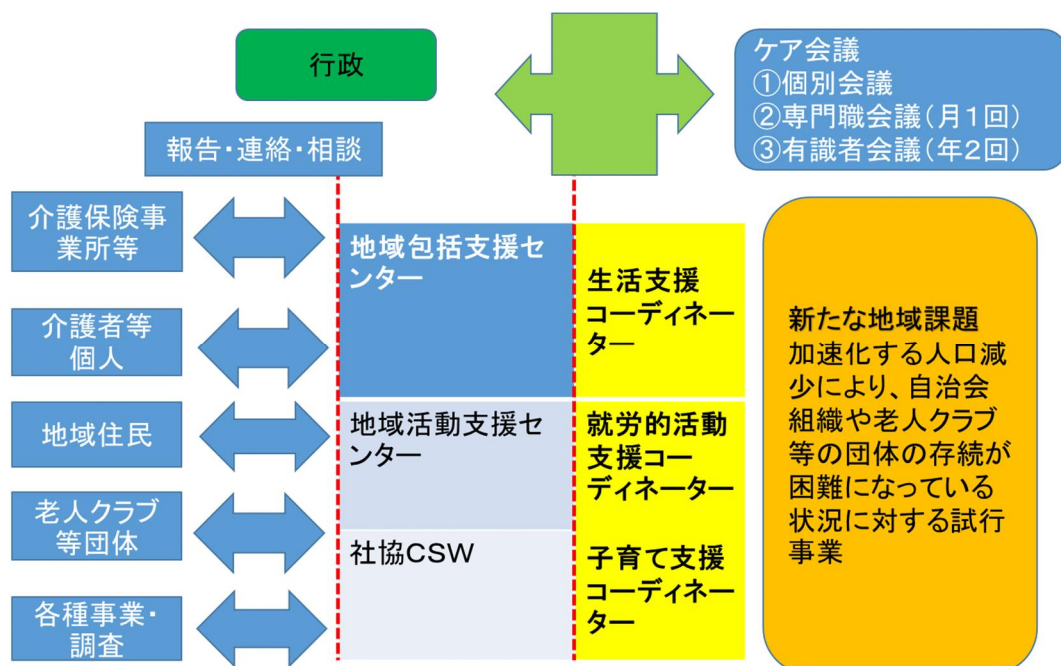 行政
ケア会議
①個別会議
②専門職会議(月1回)
③有識者会議(年2回)
報告・連絡・相談
介護保険事
業所等
介護者等
個人
地域住民
老人クラブ
等団体
各種事業・
調査
地域包括支援セ
ンター
地域活動支援セ
ンター
社協CSW
生活支援
コーディネー
ター
就労的活動
支援コー
ディネーター
子育て支援
コーディネー
ター
新たな地域課題
加速化する人口減
少により、自治会
組織や老人クラブ
等の団体の存続が
困難になっている
状況に対する試行
事業